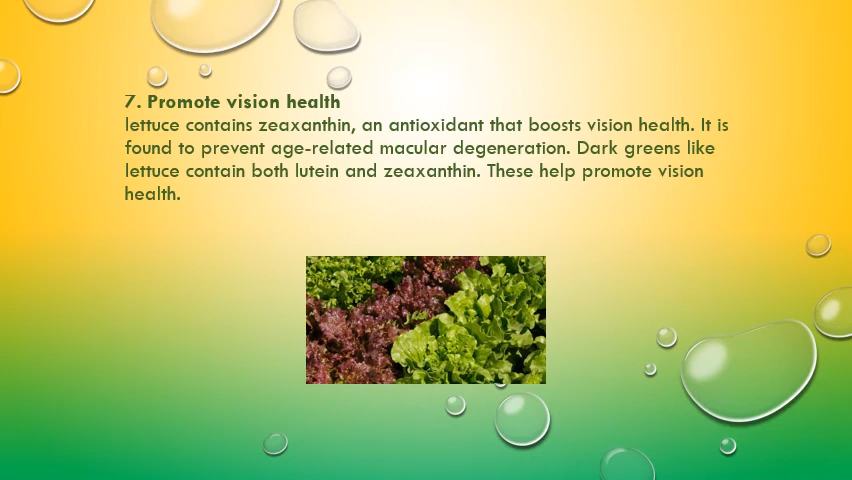 7. Promote vision health
lettuce contains zeaxanthin, an antioxidant that boosts vision health. It is
found to prevent age-related macular degeneration. Dark greens like
lettuce contain both lutein and zeaxanthin. These help promote vision
health.